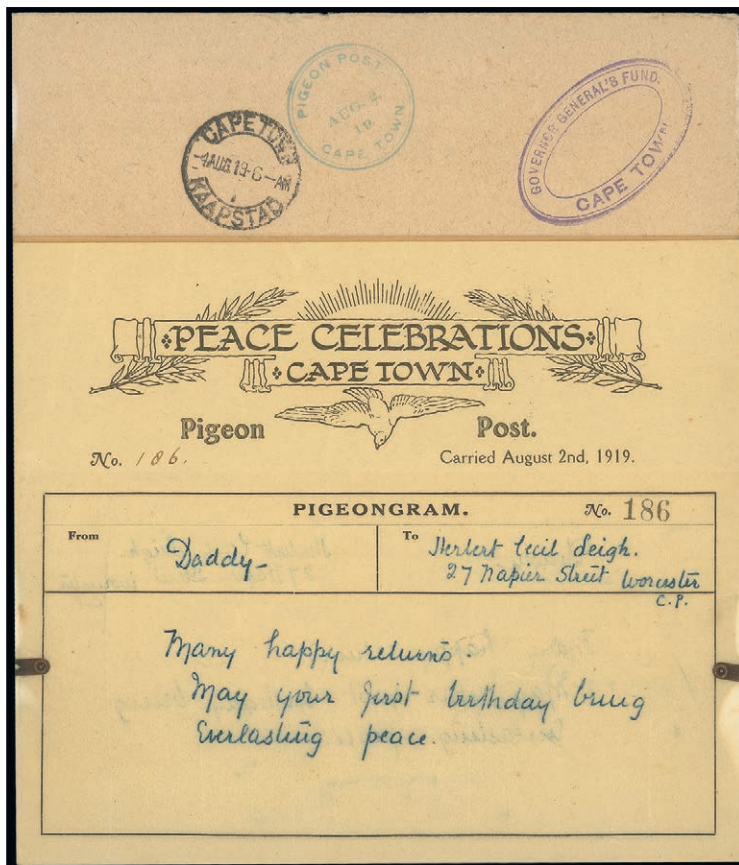 PIGEON POST
AUG. 2.
19
CAPE TOWN
CAPE TOWN
4 AUG. 19·6—AM
KAAPSTAD
GOVERNOR GENERAL'S FUND.
CAPE TOWN
PEACE CELEBRATIONS
CAPE TOWN
Pigeon Post.
No. 186. Carried August 2nd, 1919.
PIGEONGRAM. No. 186
From Daddy- To Herbert Cecil Leigh.
27 Napier Street Worcester
C.P.
Many happy returns.
May your first birthday bring
Everlasting peace.